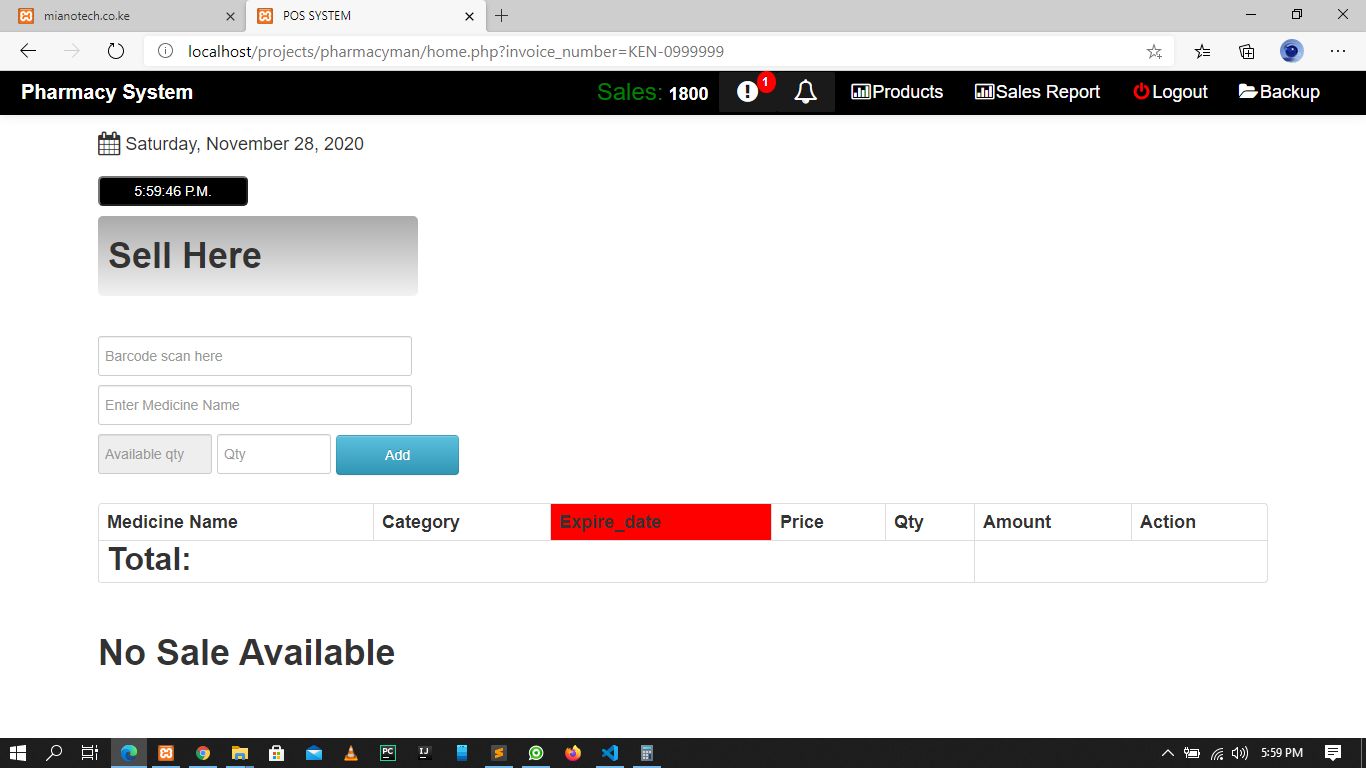 mianotech.co.ke
POS SYSTEM
localhost/projects/pharmacyman/home.php?invoice_number=KEN-0999999
Pharmacy System
Sales: 1800
1
Products
Sales Report
Logout
Backup
Saturday, November 28, 2020
5:59:46 P.M.
Sell Here
Barcode scan here
Enter Medicine Name
Available qty
Qty
Add
Medicine Name Category Expire_date Price Qty Amount Action
Total:
No Sale Available
PC
IJ
5:59 PM